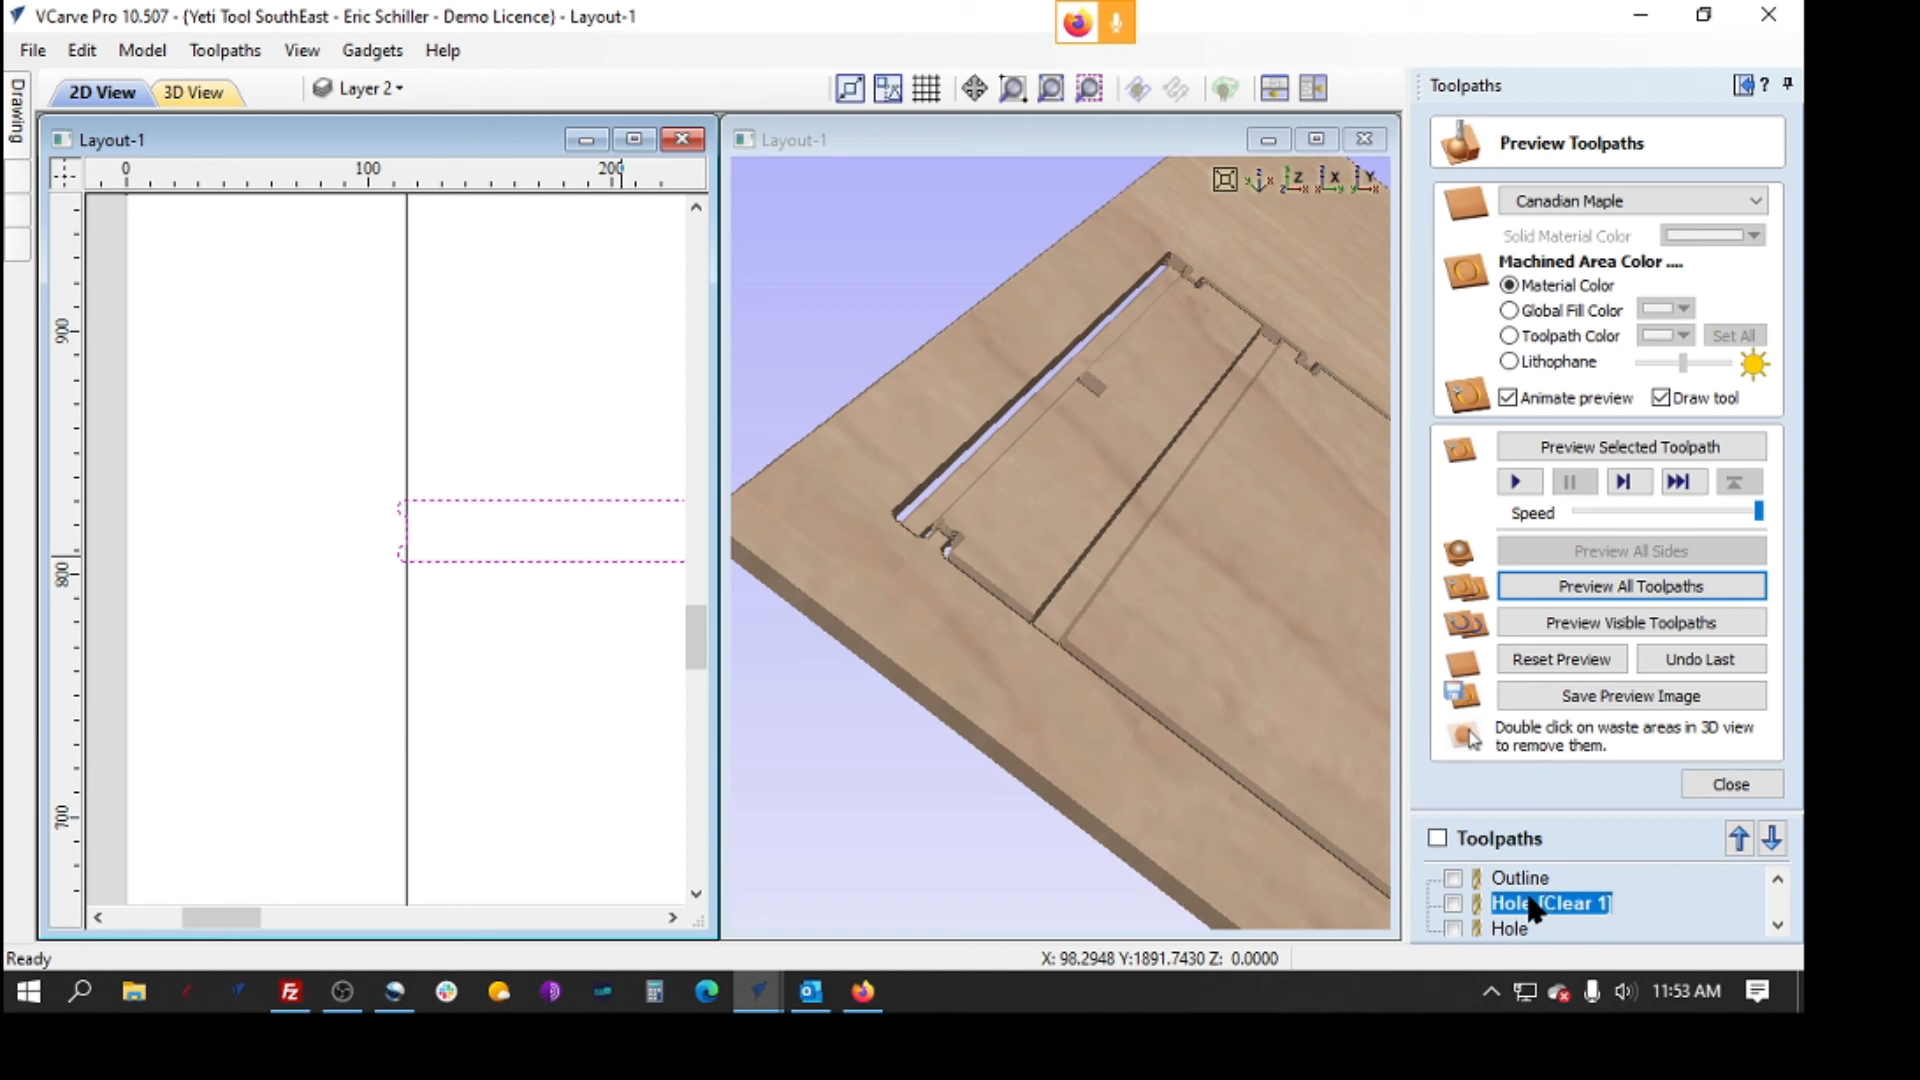 VCarve Pro 10.507 - {Yeti Tool SouthEast - Eric Schiller - Demo Licence} - Layout-1
File Edit Model Toolpaths View Gadgets Help
Drawing
2D View 3D View
Layer 2
Layout-1
0 100 200
900
800
700
Layout-1
Z X Y
Toolpaths
?
Preview Toolpaths
Canadian Maple
Solid Material Color
Machined Area Color ....
Material Color
Global Fill Color
Toolpath Color Set All
Lithophane
Animate preview Draw tool
Preview Selected Toolpath
Speed
Preview All Sides
Preview All Toolpaths
Preview Visible Toolpaths
Reset Preview Undo Last
Save Preview Image
Double click on waste areas in 3D view
to remove them.
Close
Toolpaths
Outline
Hole [Clear 1]
Hole
Ready
X: 98.2948 Y:1891.7430 Z: 0.0000
Fz
11:53 AM